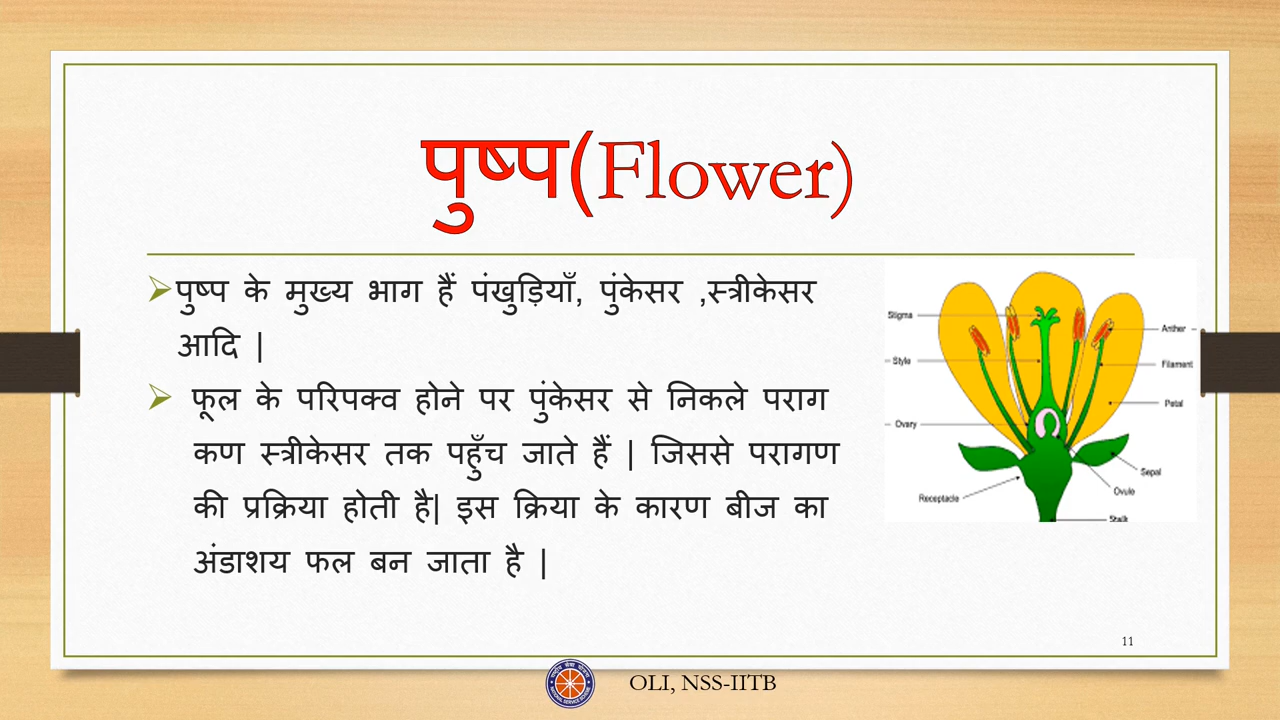 पुष्प(Flower)
➢पुष्प के मुख्य भाग हैं पंखुड़ियाँ, पुंकेसर ,स्त्रीकेसर
आदि |
➢ फूल के परिपक्व होने पर पुंकेसर से निकले पराग
कण स्त्रीकेसर तक पहुँच जाते हैं | जिससे परागण
की प्रक्रिया होती है| इस क्रिया के कारण बीज का
अंडाशय फल बन जाता है |
Stigma
Anther
Style
Filament
Petal
Ovary
Sepal
Ovule
Receptacle
Stalk
11
OLI, NSS-IITB